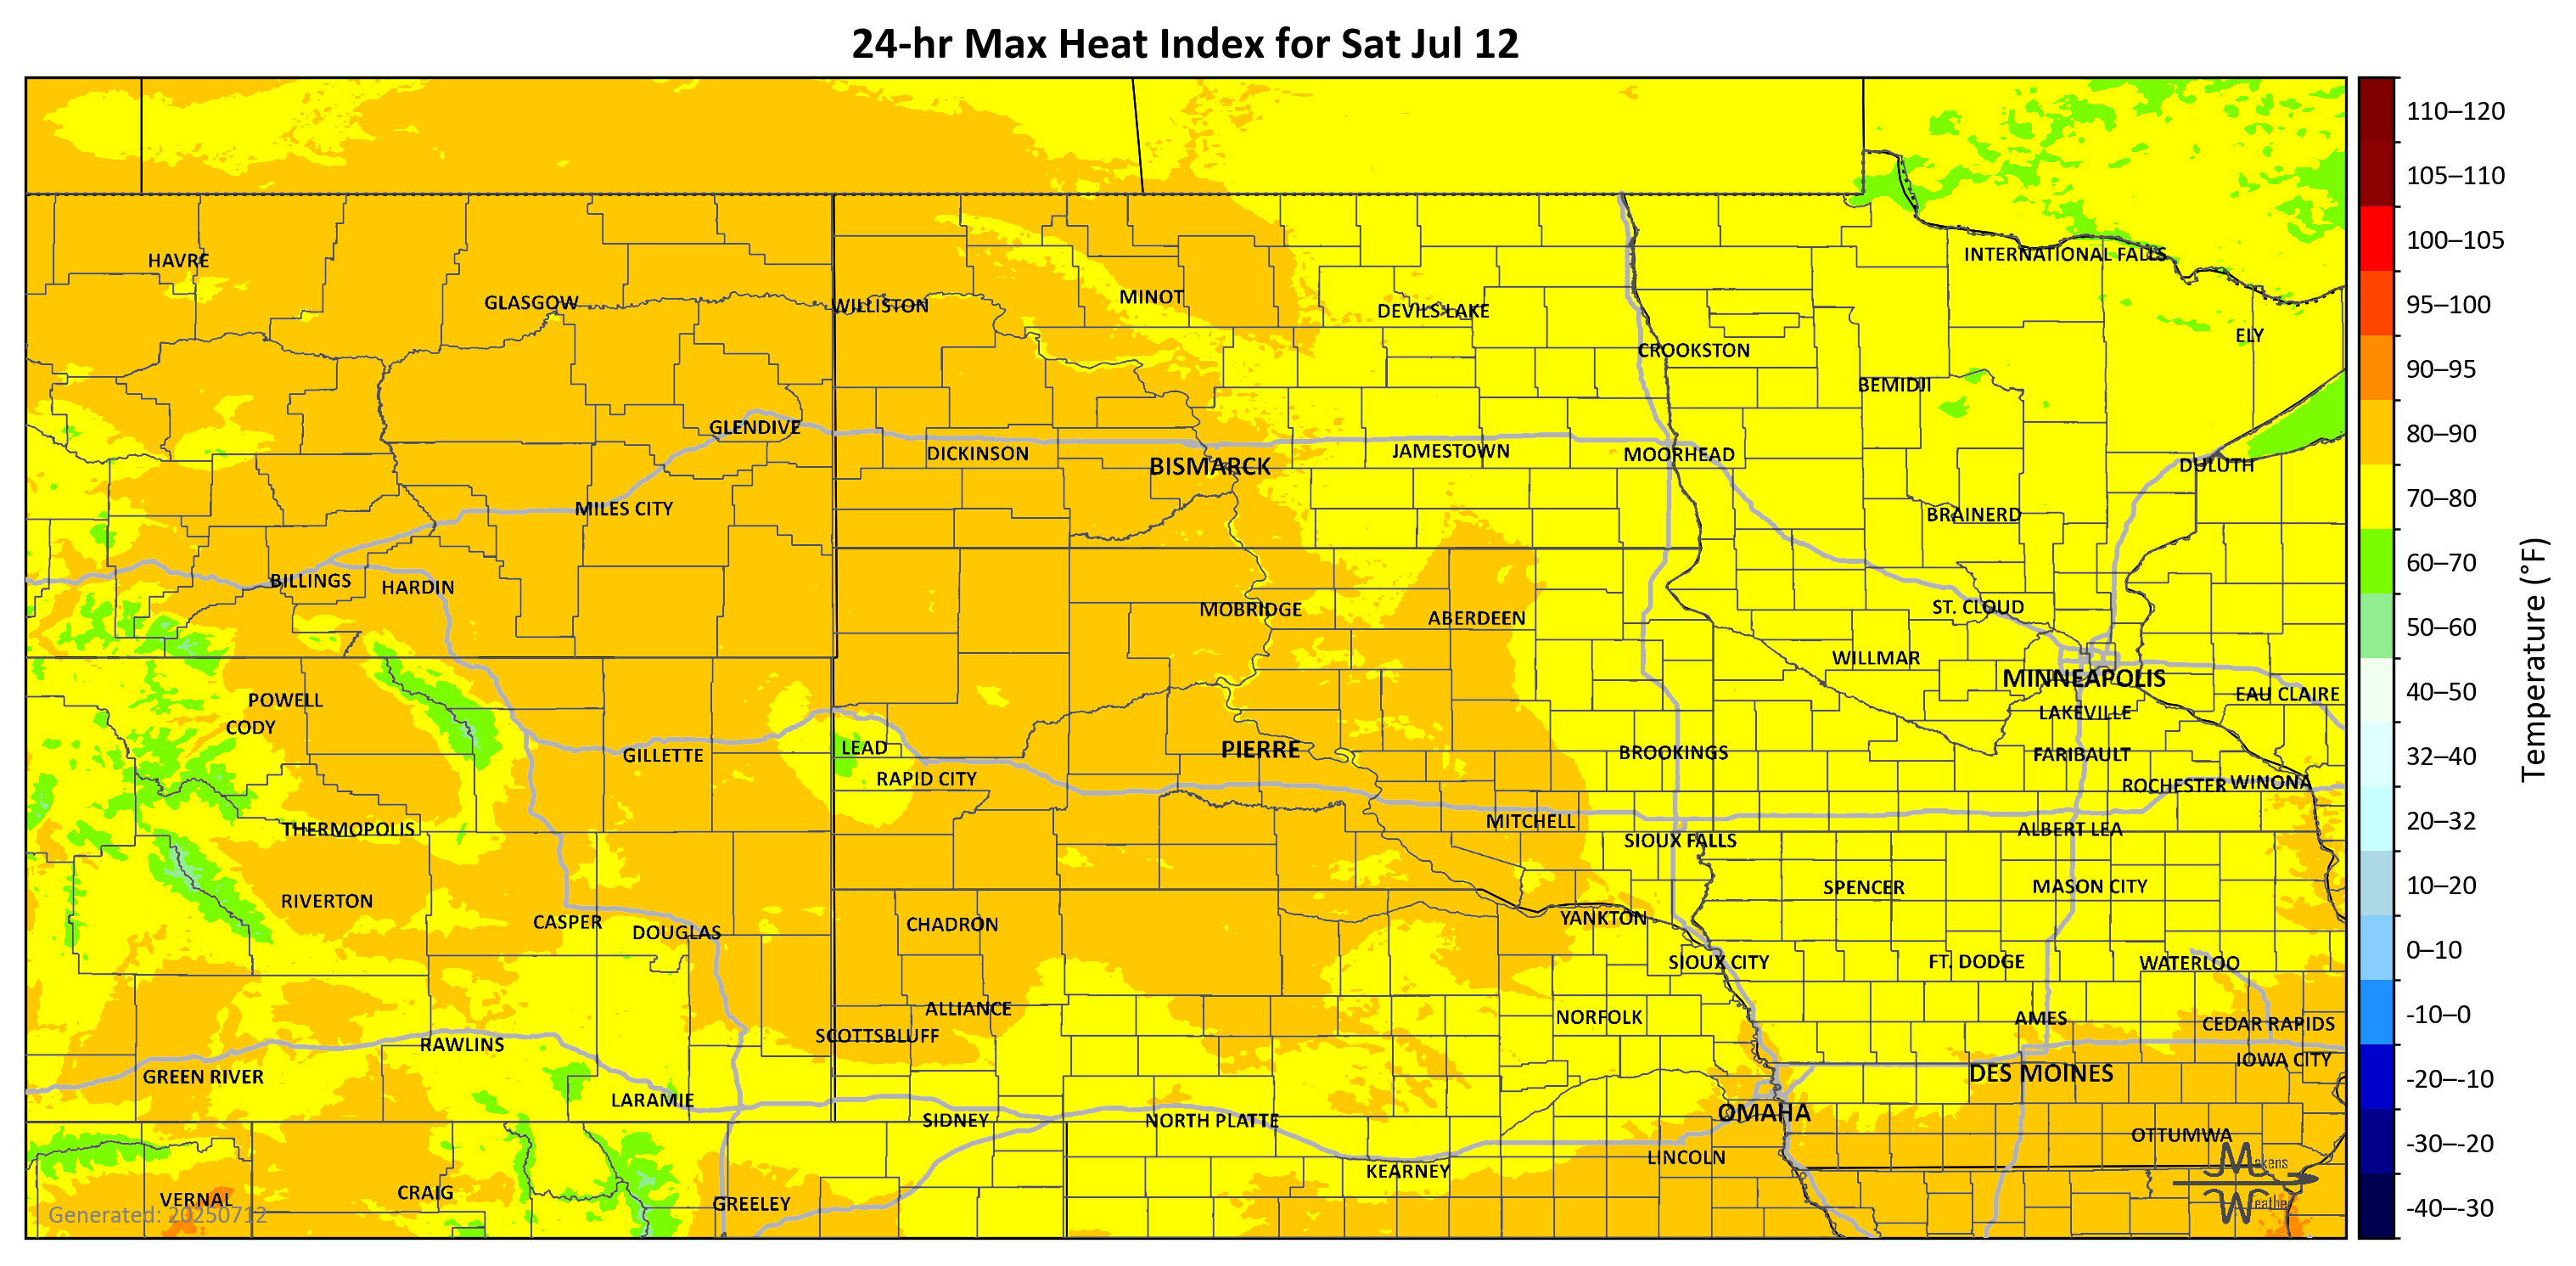 24-hr Max Heat Index for Sat Jul 12
HAVRE
GLASGOW
WILLISTON
MINOT
DEVILS LAKE
INTERNATIONAL FALLS
ELY
CROOKSTON
BEMIDJI
GLENDIVE
DICKINSON
BISMARCK
JAMESTOWN
MOORHEAD
DULUTH
MILES CITY
BRAINERD
BILLINGS
HARDIN
MOBRIDGE
ABERDEEN
ST. CLOUD
WILLMAR
MINNEAPOLIS
EAU CLAIRE
POWELL
CODY
LAKEVILLE
GILLETTE
LEAD
PIERRE
BROOKINGS
FARIBAULT
RAPID CITY
ROCHESTER
WINONA
THERMOPOLIS
MITCHELL
SIOUX FALLS
ALBERT LEA
RIVERTON
SPENCER
MASON CITY
CASPER
DOUGLAS
CHADRON
YANKTON
SIOUX CITY
FT. DODGE
WATERLOO
ALLIANCE
NORFOLK
AMES
CEDAR RAPIDS
SCOTTSBLUFF
RAWLINS
IOWA CITY
GREEN RIVER
DES MOINES
LARAMIE
SIDNEY
NORTH PLATTE
OMAHA
OTTUMWA
LINCOLN
KEARNEY
VERNAL
CRAIG
GREELEY
Generated: 20250712
Makens
Weather
110–120
105–110
100–105
95–100
90–95
80–90
70–80
60–70
50–60
40–50
32–40
20–32
10–20
0–10
-10–0
-20–-10
-30–-20
-40–-30
Temperature (°F)